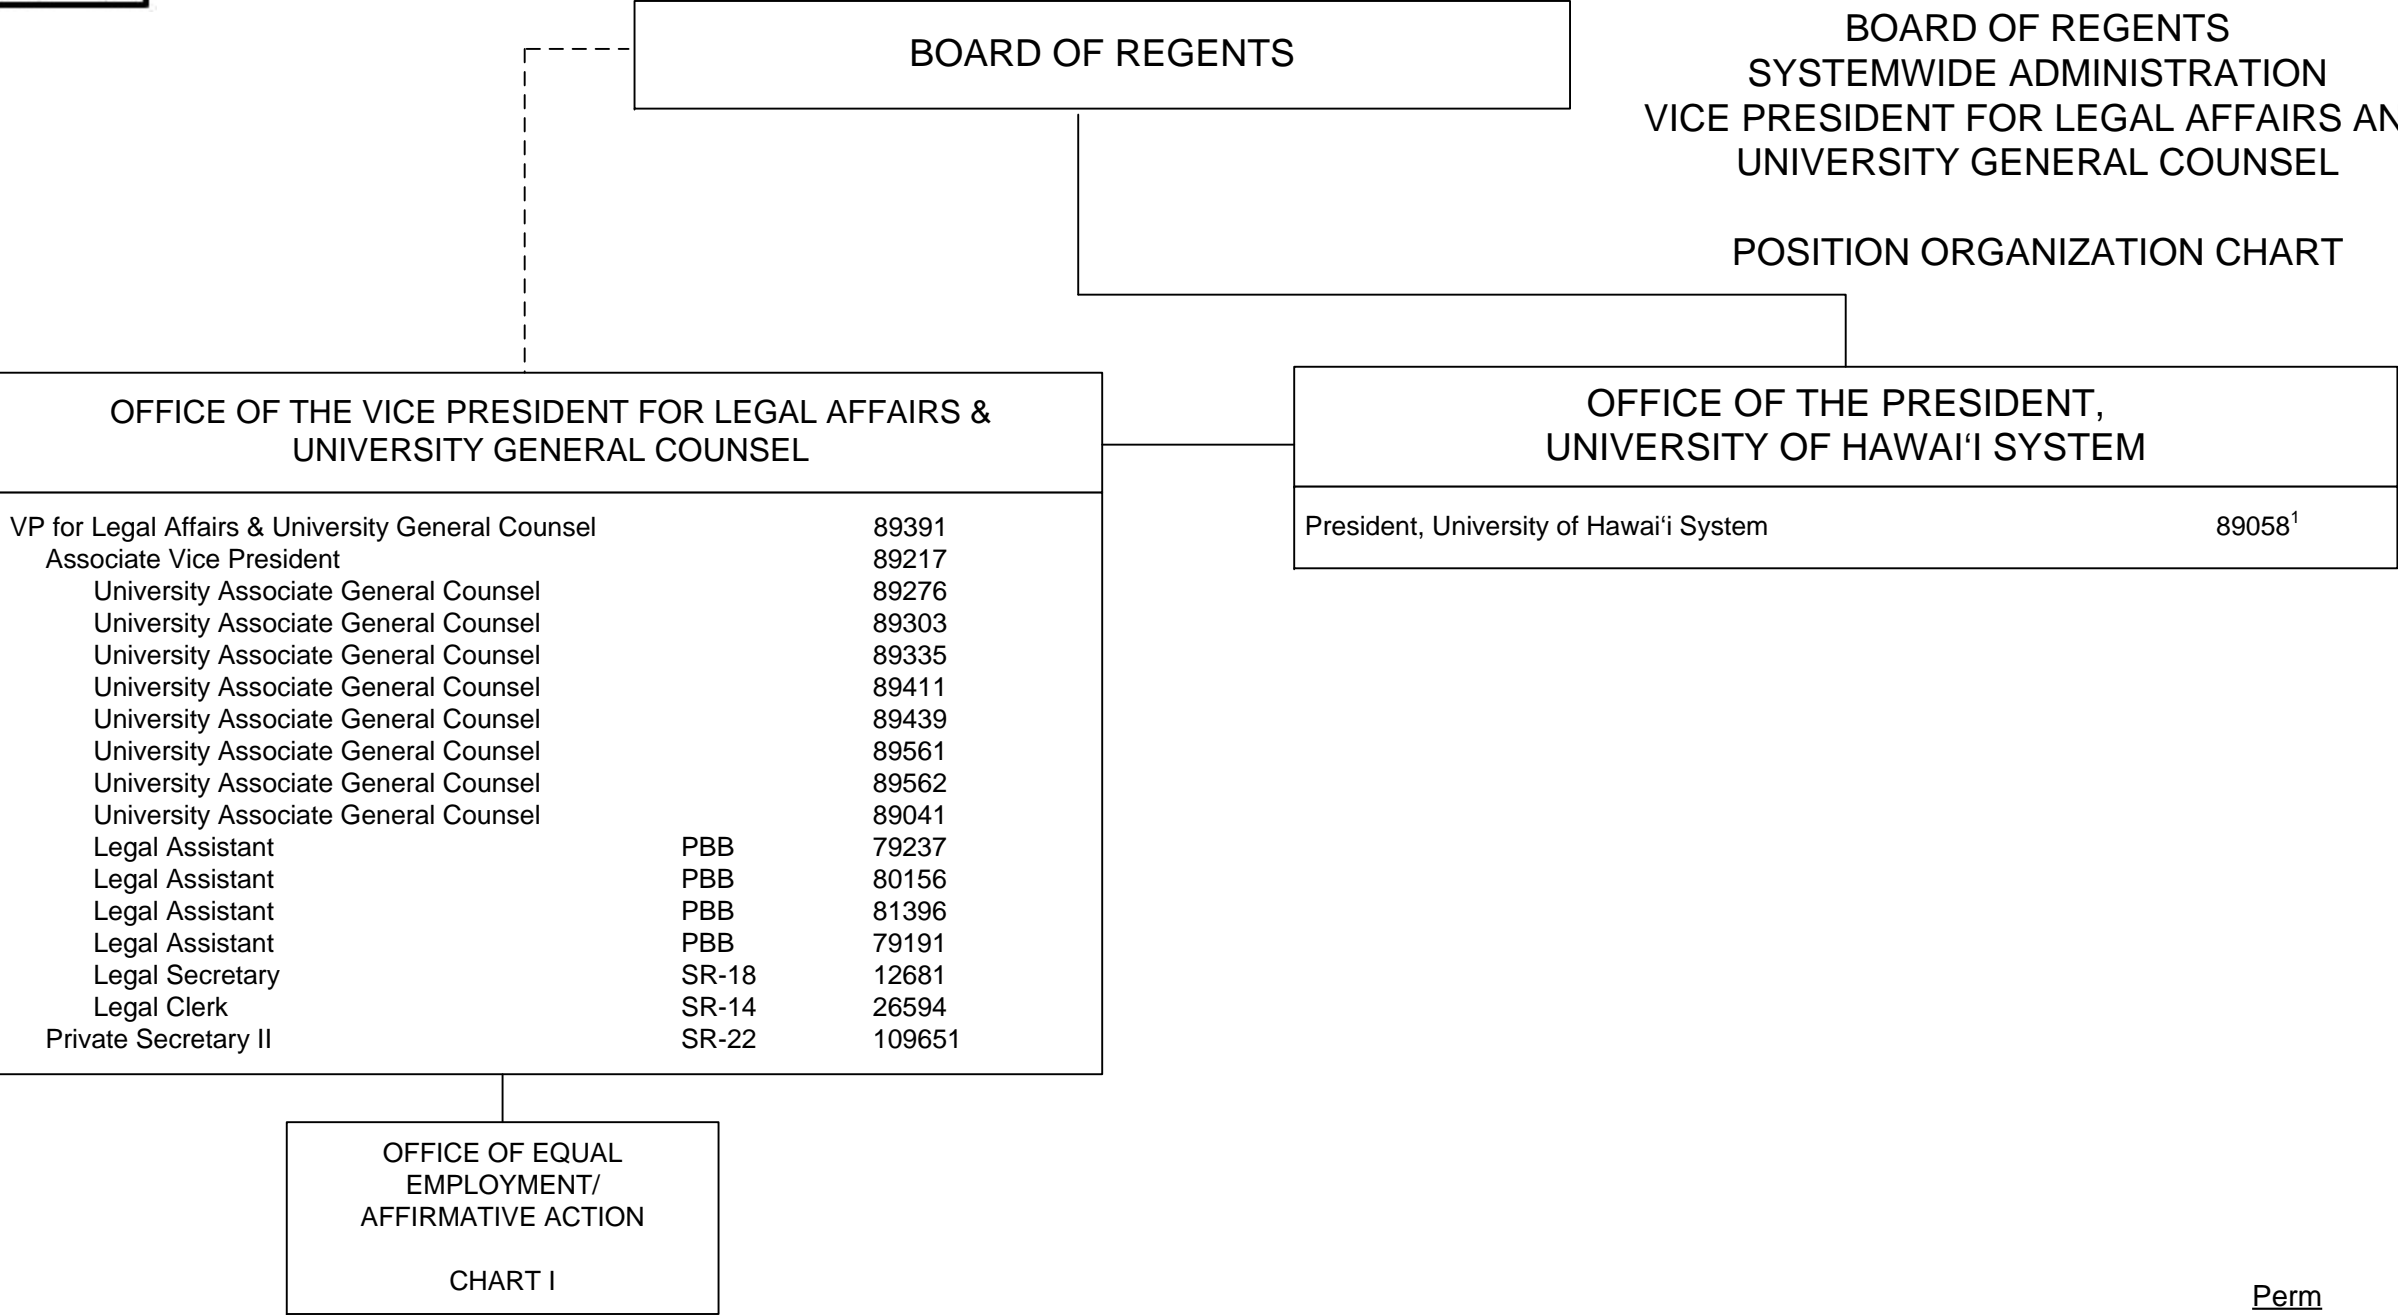 BOARD OF REGENTS
BOARD OF REGENTS
SYSTEMWIDE ADMINISTRATION
VICE PRESIDENT FOR LEGAL AFFAIRS AN
UNIVERSITY GENERAL COUNSEL
POSITION ORGANIZATION CHART
OFFICE OF THE VICE PRESIDENT FOR LEGAL AFFAIRS &
UNIVERSITY GENERAL COUNSEL
VP for Legal Affairs & University General Counsel 89391
Associate Vice President 89217
University Associate General Counsel 89276
University Associate General Counsel 89303
University Associate General Counsel 89335
University Associate General Counsel 89411
University Associate General Counsel 89439
University Associate General Counsel 89561
University Associate General Counsel 89562
University Associate General Counsel 89041
Legal Assistant PBB 79237
Legal Assistant PBB 80156
Legal Assistant PBB 81396
Legal Assistant PBB 79191
Legal Secretary SR-18 12681
Legal Clerk SR-14 26594
Private Secretary II SR-22 109651
OFFICE OF THE PRESIDENT,
UNIVERSITY OF HAWAI‘I SYSTEM
President, University of Hawai‘i System 89058¹
OFFICE OF EQUAL
EMPLOYMENT/
AFFIRMATIVE ACTION
CHART I
Perm